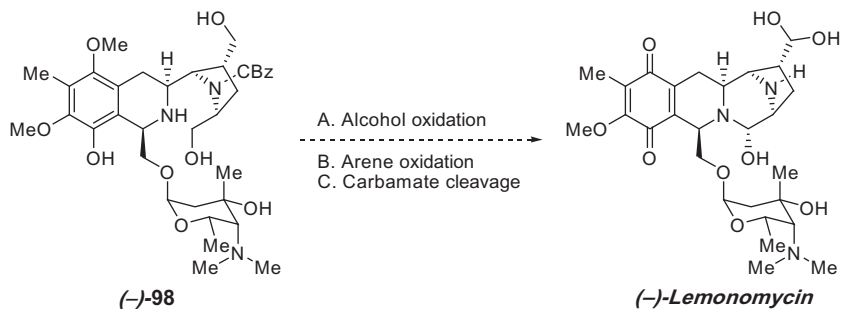 HO
HO
OH
OMe
H
O
H
Me
N
CBz
Me
N
H
NH
A. Alcohol oxidation
N
MeO
MeO
OH
HO
B. Arene oxidation
O
OH
O
C. Carbamate cleavage
O
Me
Me
OH
OH
O
O
Me
Me
N
N
Me
Me
Me
Me
(–)-98
(–)-Lemonomycin